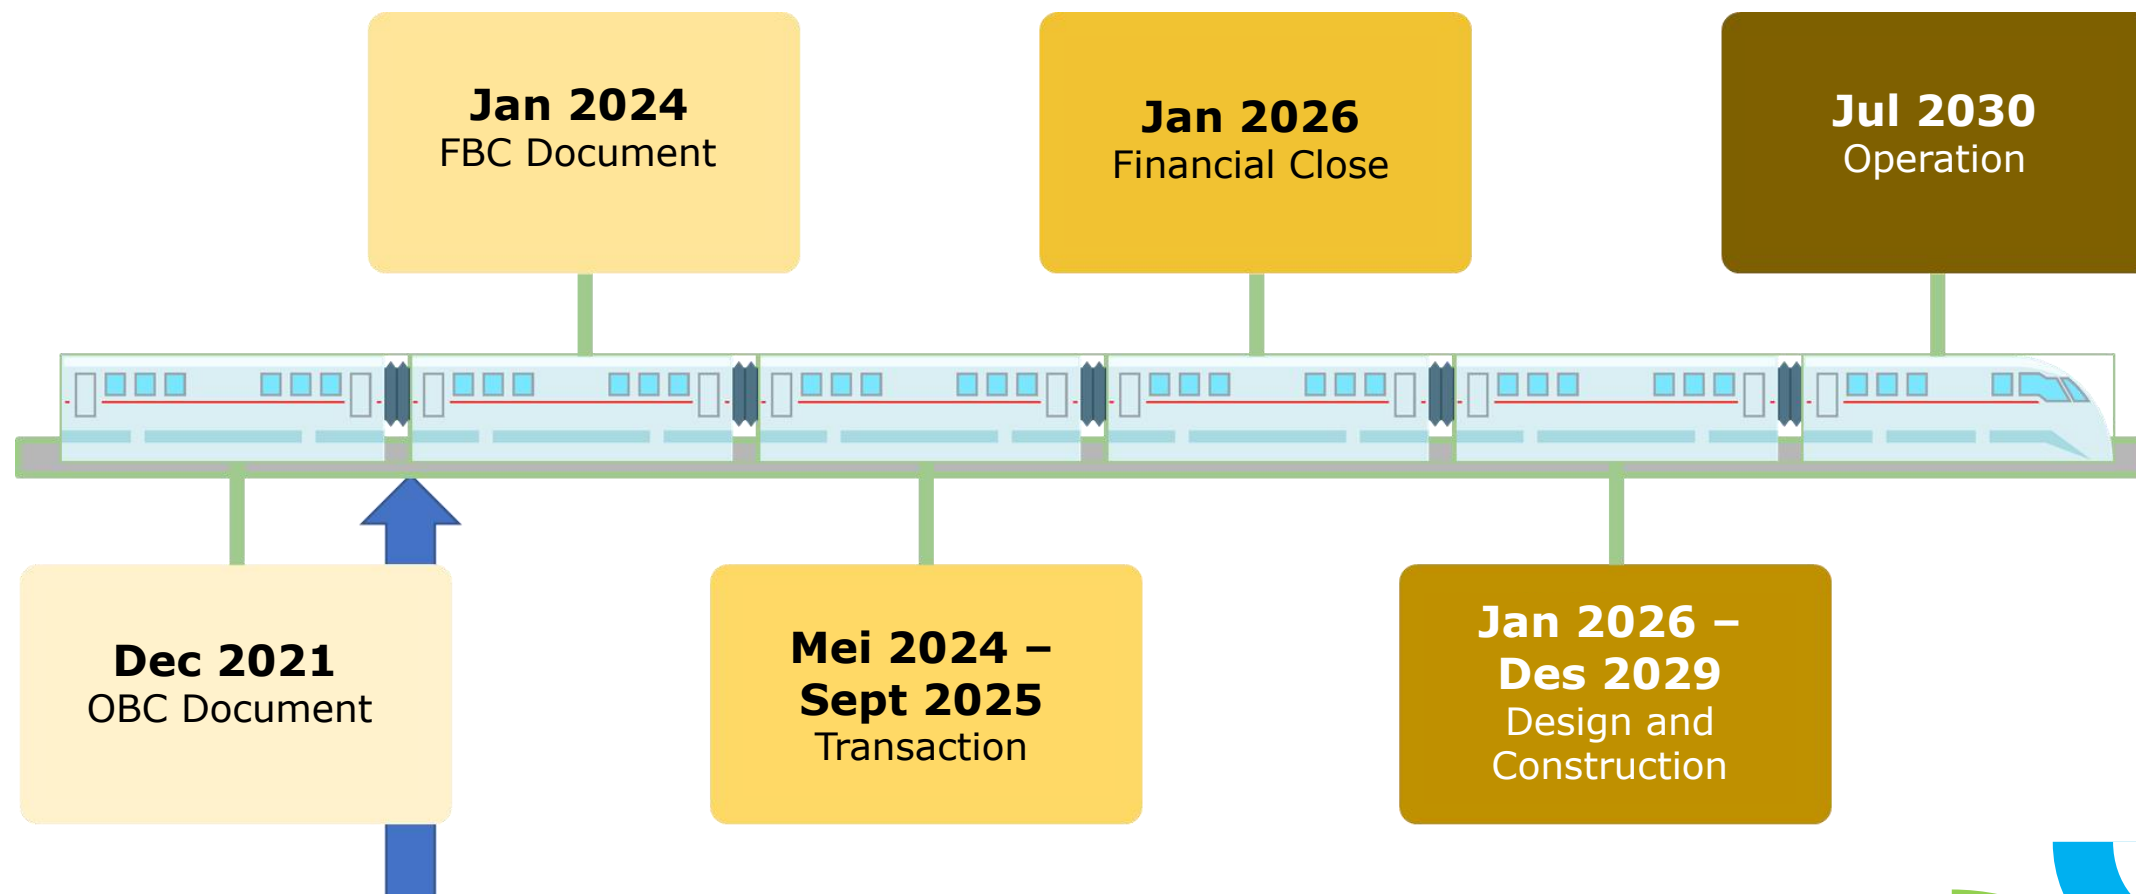 Jan 2024
FBC Document
Jan 2026
Financial Close
Jul 2030
Operation
Dec 2021
OBC Document
Mei 2024 –
Sept 2025
Transaction
Jan 2026 –
Des 2029
Design and
Construction